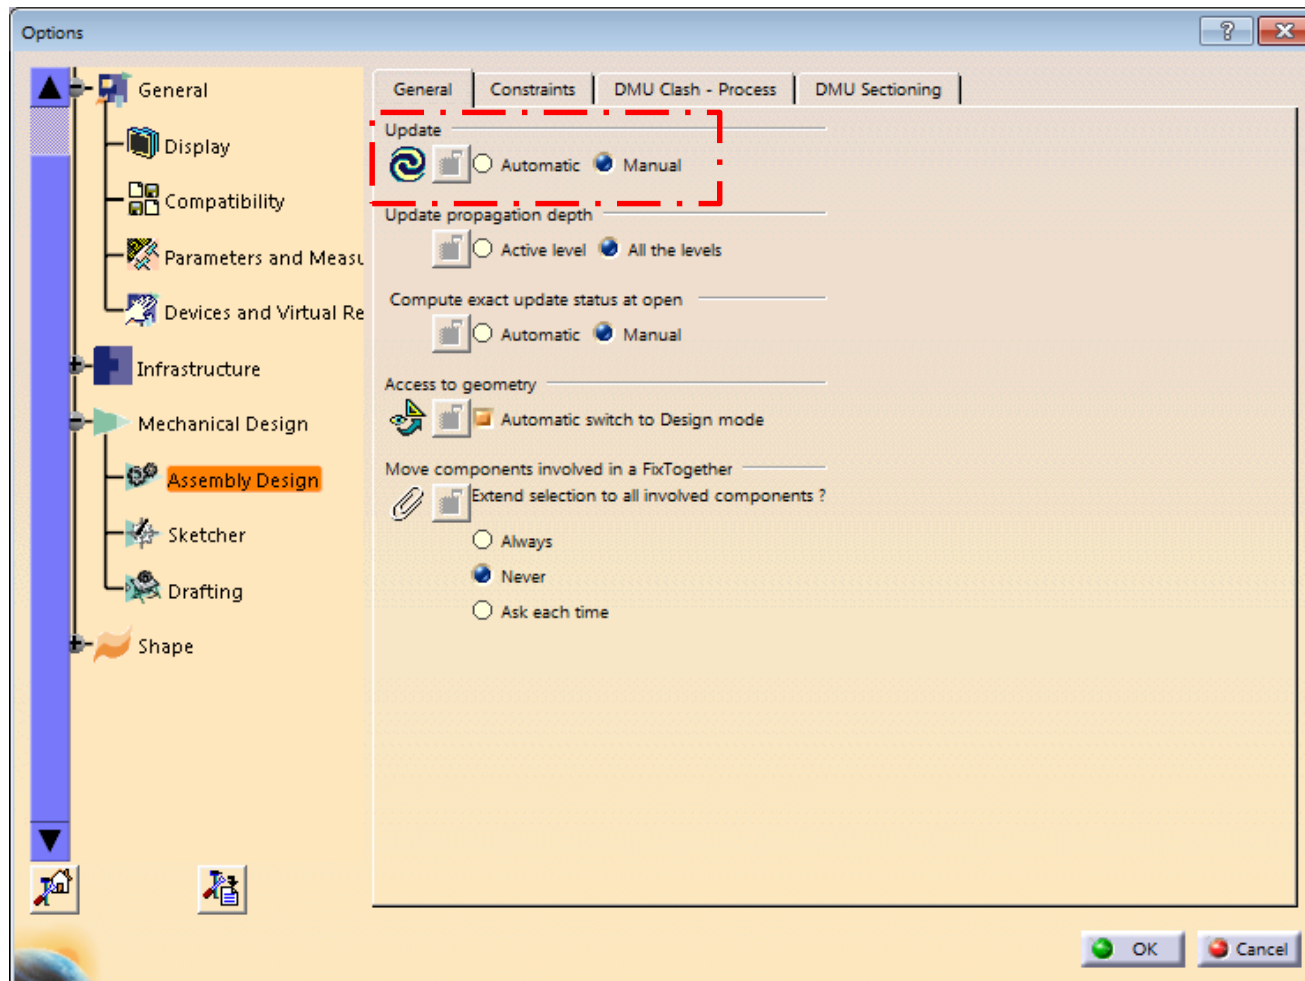 Options
General
Display
Compatibility
Parameters and Measu
Devices and Virtual Re
Infrastructure
Mechanical Design
Assembly Design
Sketcher
Drafting
Shape
General Constraints DMU Clash - Process DMU Sectioning
Update
Automatic Manual
Update propagation depth
Active level All the levels
Compute exact update status at open
Automatic Manual
Access to geometry
Automatic switch to Design mode
Move components involved in a FixTogether
Extend selection to all involved components ?
Always
Never
Ask each time
OK Cancel